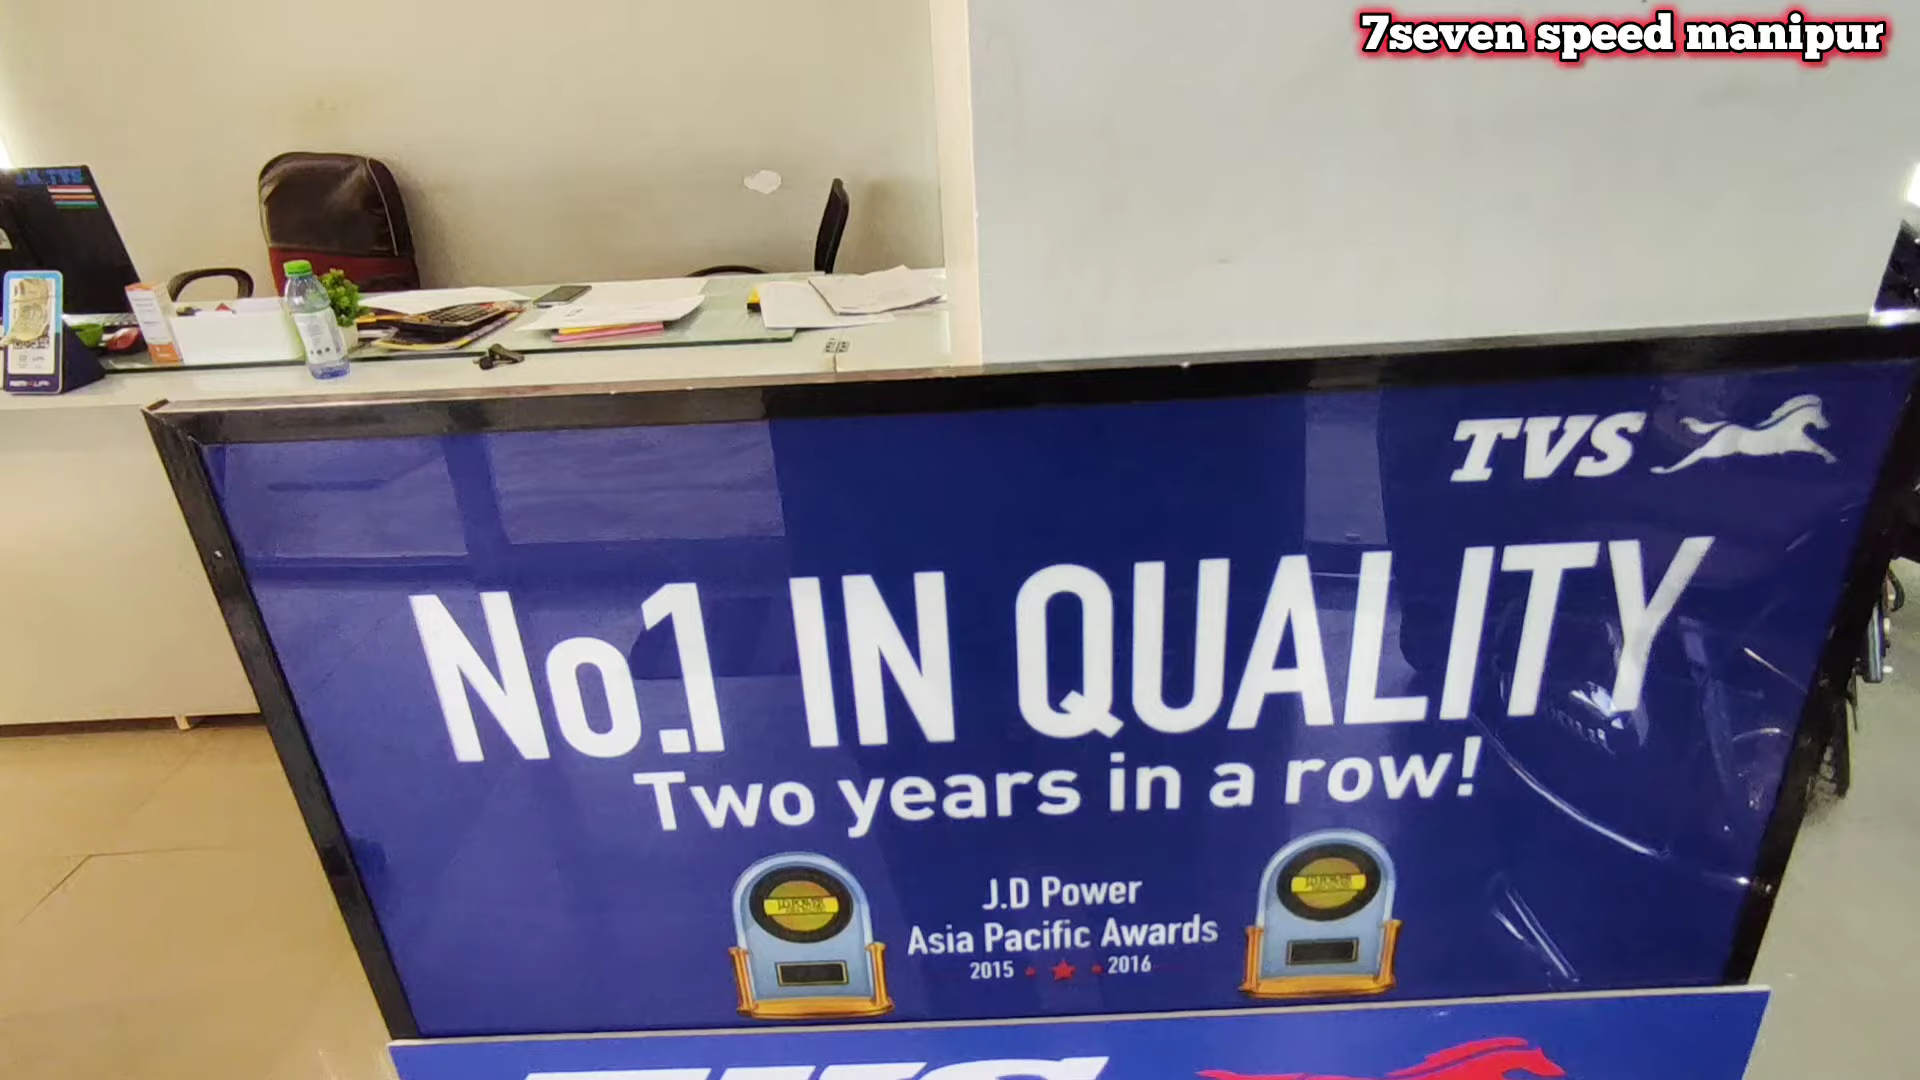 7seven speed manipur
TVS
No.1 IN QUALITY
Two years in a row!
J.D Power
Asia Pacific Awards
2015 2016